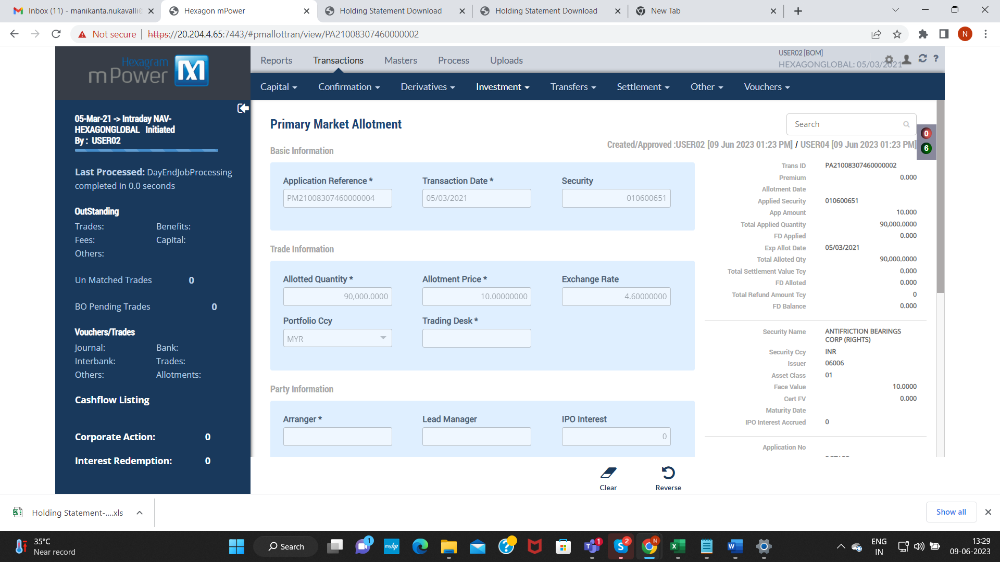 Inbox (11) - manikanta.nukavalli@
Hexagon mPower
Holding Statement Download
Holding Statement Download
New Tab
Not secure
https://20.204.4.65:7443/#pmallottran/view/PA21008307460000002
N
Hexagram
mPower
Reports
Transactions
Masters
Process
Uploads
USER02 [BOM]
HEXAGONGLOBAL: 05/03/2021
?
Capital
Confirmation
Derivatives
Investment
Transfers
Settlement
Other
Vouchers
05-Mar-21 -> Intraday NAV-
HEXAGONGLOBAL Initiated
By : USER02
Last Processed: DayEndJobProcessing
completed in 0.0 seconds
OutStanding
Trades:
Benefits:
Fees:
Capital:
Others:
Un Matched Trades 0
BO Pending Trades 0
Vouchers/Trades
Journal:
Bank:
Interbank:
Trades:
Others:
Allotments:
Cashflow Listing
Corporate Action: 0
Interest Redemption: 0
Primary Market Allotment
Search
0
6
Created/Approved :USER02 [09 Jun 2023 01:23 PM] / USER04 [09 Jun 2023 01:23 PM]
Basic Information
Application Reference *
Transaction Date *
Security
PM21008307460000004
05/03/2021
010600651
Trade Information
Allotted Quantity *
Allotment Price *
Exchange Rate
90,000.0000
10.00000000
4.60000000
Portfolio Ccy
Trading Desk *
MYR
Party Information
Arranger *
Lead Manager
IPO Interest
0
Trans ID PA21008307460000002
Premium 0.000
Allotment Date
Applied Security 010600651
App Amount 10.000
Total Applied Quantity 90,000.0000
FD Applied 0.000
Exp Allot Date 05/03/2021
Total Alloted Qty 90,000.0000
Total Settlement Value Tcy 0.000
FD Alloted 0.000
Total Refund Amount Tcy 0
FD Balance 0.000
Security Name ANTIFRICTION BEARINGS
CORP (RIGHTS)
Security Ccy INR
Issuer 06006
Asset Class 01
Face Value 10.0000
Cert FV 0.000
Maturity Date
IPO Interest Accrued 0
Application No
Clear
Reverse
Holding Statement-....xls
Show all
35°C
Near record
Search
1
myhp
1
2
N
ENG
IN
13:29
09-06-2023